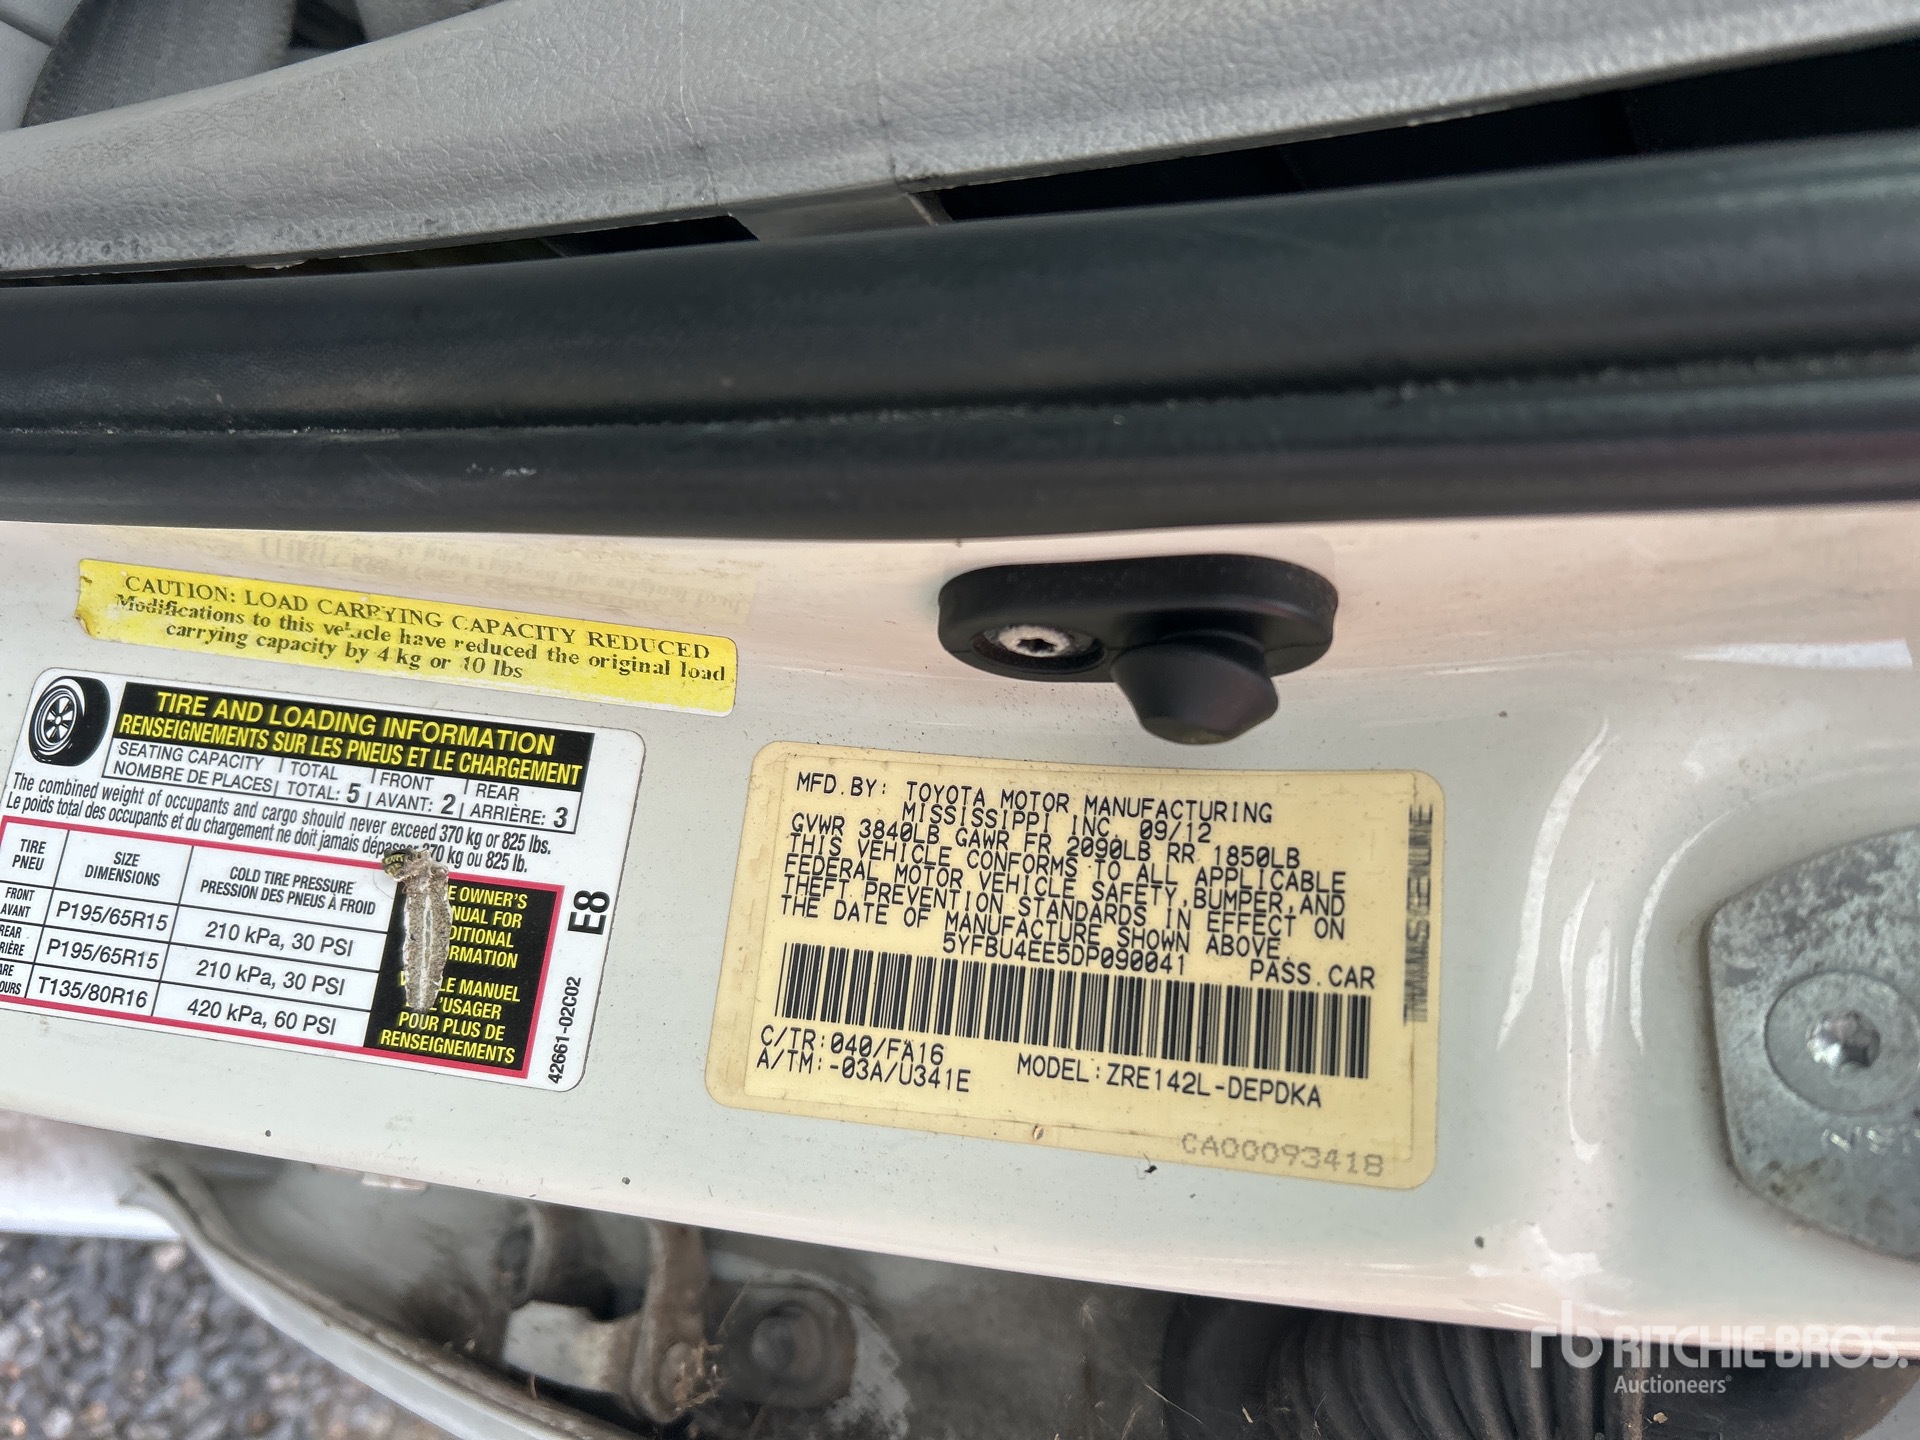 CAUTION: LOAD CARRYING CAPACITY REDUCED
Modifications to this vehicle have reduced the original load
carrying capacity by 4 kg or 10 lbs
TIRE AND LOADING INFORMATION
RENSEIGNEMENTS SUR LES PNEUS ET LE CHARGEMENT
SEATING CAPACITY | TOTAL | FRONT | REAR
NOMBRE DE PLACES | TOTAL: 5 | AVANT: 2 | ARRIÈRE: 3
The combined weight of occupants and cargo should never exceed 370 kg or 825 lbs.
Le poids total des occupants et du chargement ne doit jamais dépasser 370 kg ou 825 lb.
TIRE
PNEU
SIZE
DIMENSIONS
COLD TIRE PRESSURE
PRESSION DES PNEUS À FROID
FRONT
AVANT
P195/65R15
210 kPa, 30 PSI
REAR
P195/65R15
210 kPa, 30 PSI
T135/80R16
420 kPa, 60 PSI
OWNER'S
FOR
MANUEL
POUR PLUS DE
RENSEIGNEMENTS
E8
42661-02C02
MFD.BY: TOYOTA MOTOR MANUFACTURING
MISSISSIPPI INC. 09/12
GVWR 3840LB GAWR FR 2090LB RR 1850LB
THIS VEHICLE CONFORMS TO ALL APPLICABLE
FEDERAL MOTOR VEHICLE SAFETY, BUMPER, AND
THEFT PREVENTION STANDARDS IN EFFECT ON
THE DATE OF MANUFACTURE SHOWN ABOVE.
5YFBU4EE5DP090041 PASS.CAR
C/TR:040/FA16
A/TM:-03A/U341E
MODEL:ZRE142L-DEPDKA
CA00093418
rb RITCHIE BROS.
Auctioneers